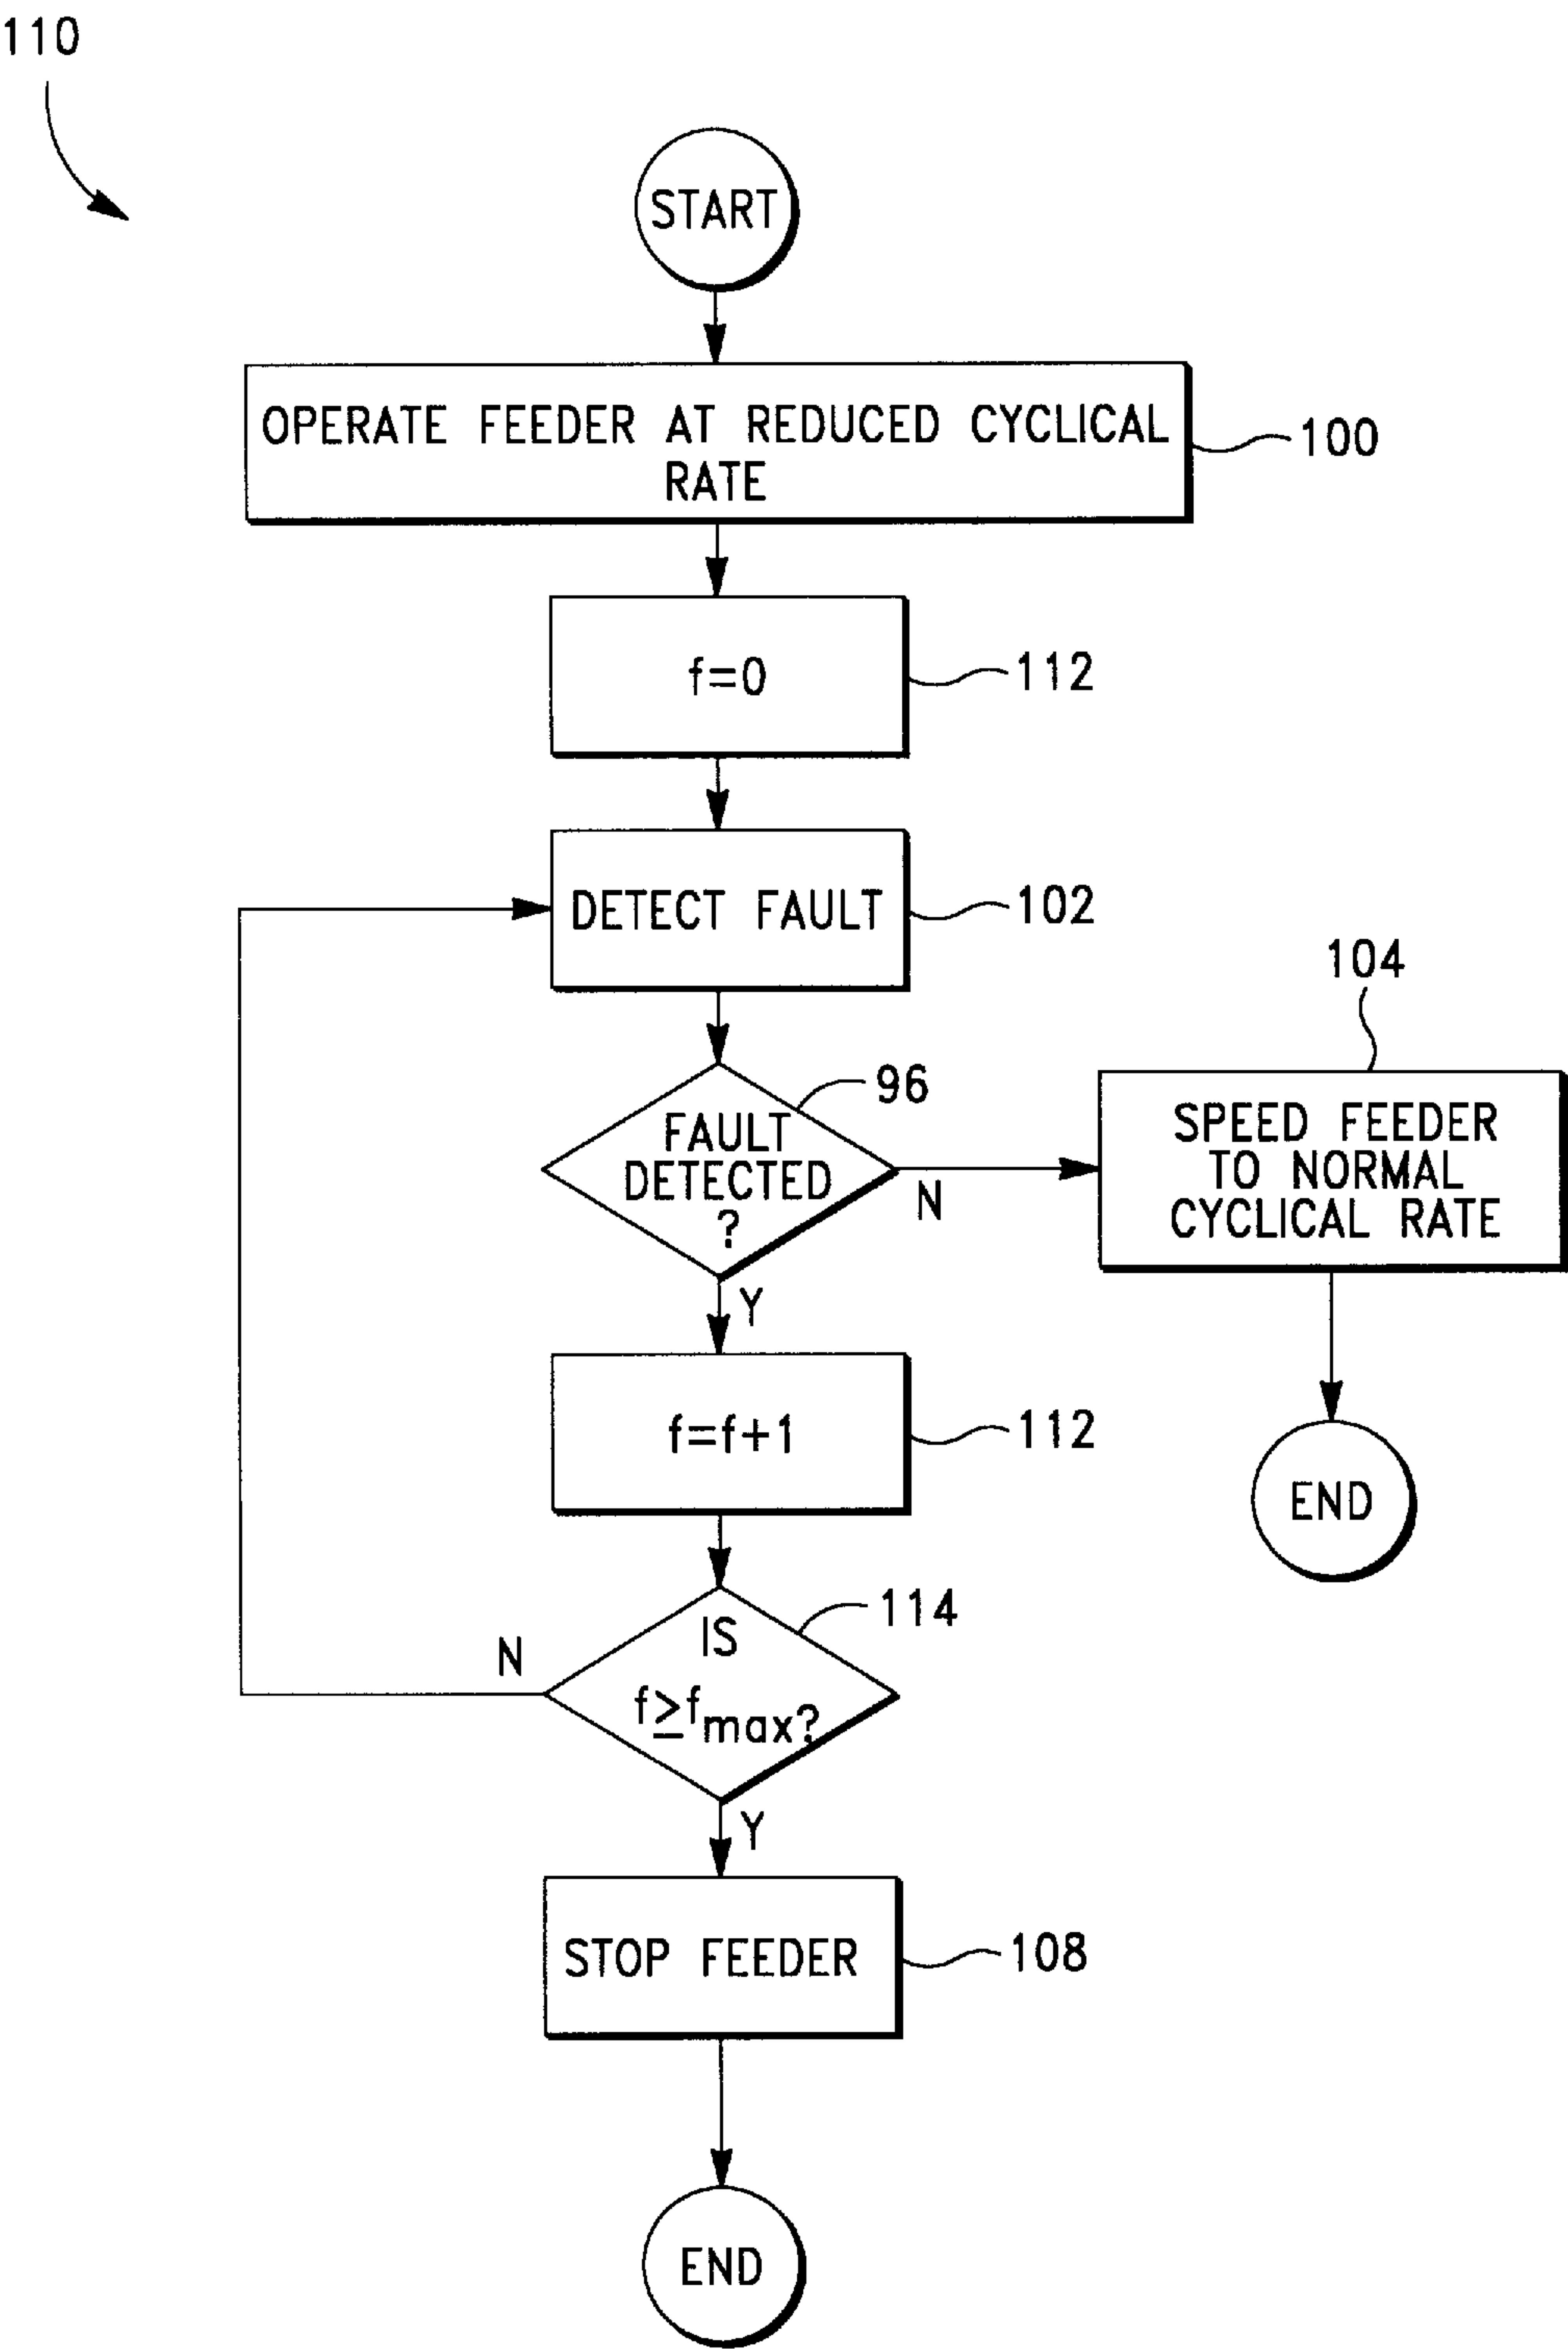 110
START
OPERATE FEEDER AT REDUCED CYCLICAL
RATE
100
f=0
112
DETECT FAULT
102
104
96
FAULT
DETECTED
?
N
SPEED FEEDER
TO NORMAL
CYCLICAL RATE
Y
f=f+1
112
END
114
IS
f≥fmax?
N
Y
STOP FEEDER
108
END